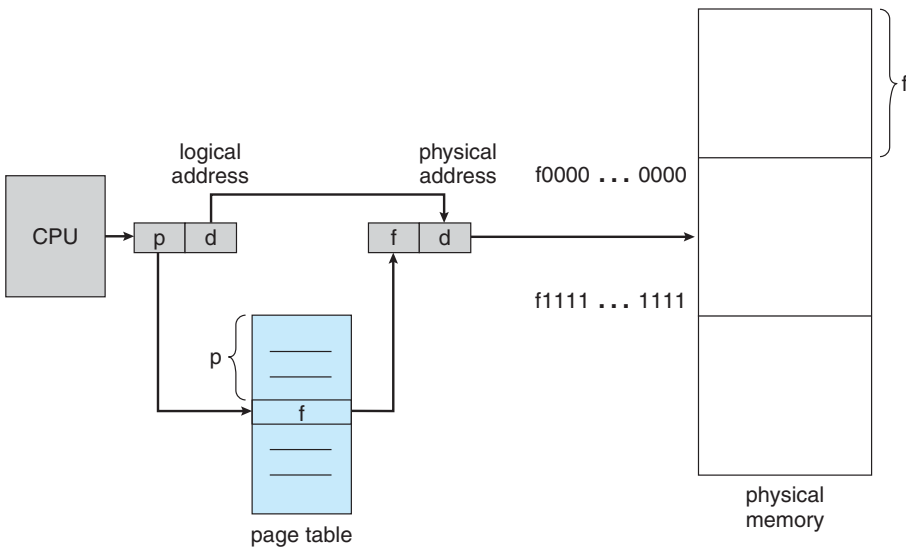 f
logical
address
physical
address
f0000 ... 0000
CPU
p d
f d
f1111 ... 1111
p
f
page table
physical
memory